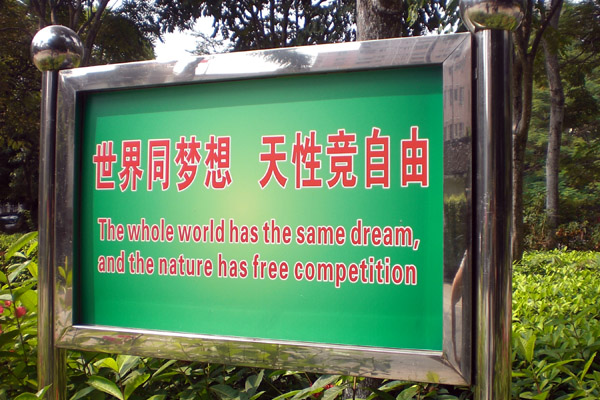 世界同梦想 天性竞自由
The whole world has the same dream,
and the nature has free competition